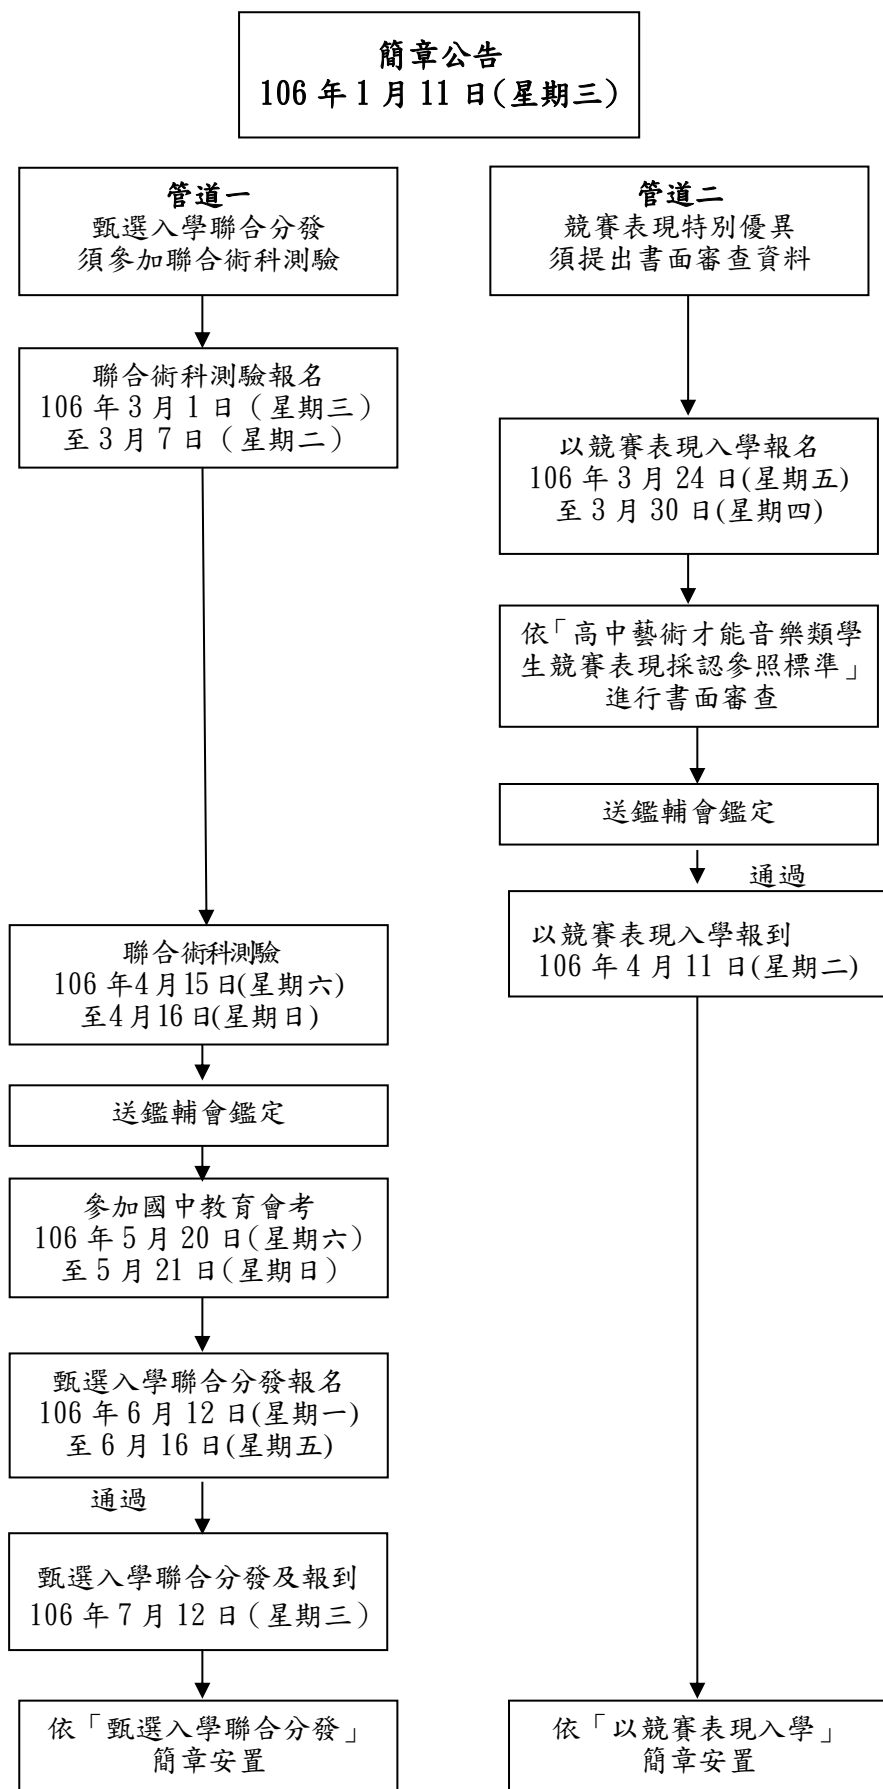 簡章公告
106 年 1 月 11 日(星期三)
管道一
甄選入學聯合分發
須參加聯合術科測驗
聯合術科測驗報名
106 年 3 月 1 日（星期三）
至 3 月 7 日（星期二）
聯合術科測驗
106 年4月15日(星期六)
至4月16日(星期日)
送鑑輔會鑑定
參加國中教育會考
106 年 5 月 20 日(星期六)
至 5 月 21 日(星期日)
甄選入學聯合分發報名
106 年 6 月 12 日(星期一)
至 6 月 16 日(星期五)
通過
甄選入學聯合分發及報到
106 年 7 月 12 日（星期三）
依「甄選入學聯合分發」
簡章安置
管道二
競賽表現特別優異
須提出書面審查資料
以競賽表現入學報名
106 年 3 月 24 日(星期五)
至 3 月 30 日(星期四)
依「高中藝術才能音樂類學
生競賽表現採認參照標準」
進行書面審查
送鑑輔會鑑定
通過
以競賽表現入學報到
106 年 4 月 11 日(星期二)
依「以競賽表現入學」
簡章安置